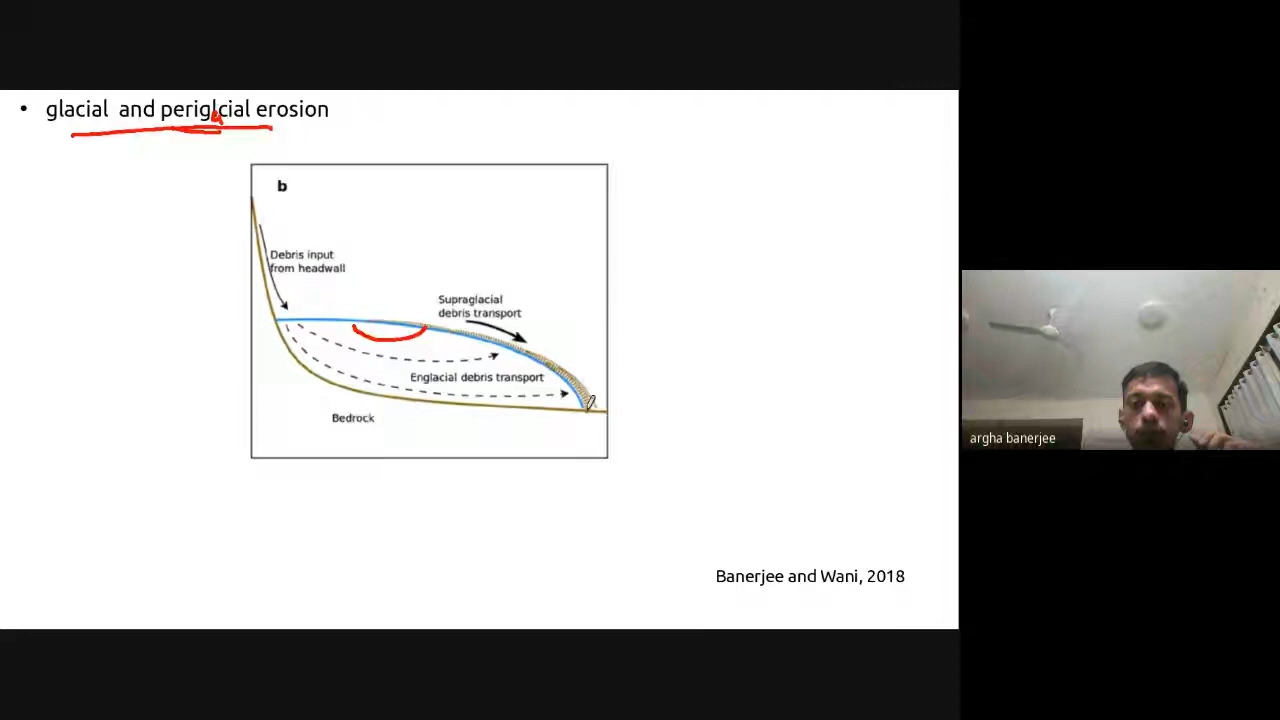 • glacial and periglcial erosion
a
b
Debris input
from headwall
Supraglacial
debris transport
Englacial debris transport
Bedrock
Banerjee and Wani, 2018
argha banerjee